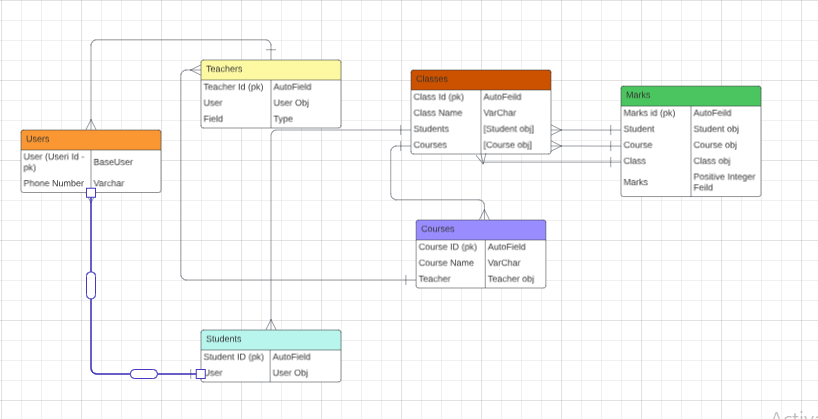 Teachers
Teacher Id (pk) AutoField
User User Obj
Field Type
Classes
Class Id (pk) AutoFeild
Class Name VarChar
Students [Student obj]
Courses [Course obj]
Marks
Marks id (pk) AutoFeild
Student Student obj
Course Course obj
Class Class obj
Marks Positive Integer
Feild
Users
User (Useri Id -
pk) BaseUser
Phone Number Varchar
Courses
Course ID (pk) AutoField
Course Name VarChar
Teacher Teacher obj
Students
Student ID (pk) AutoField
User User Obj